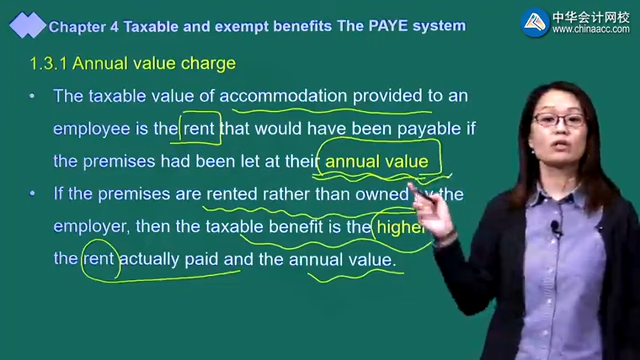 Chapter 4 Taxable and exempt benefits The PAYE system
中华会计网校
www.chinaacc.com
1.3.1 Annual value charge
• The taxable value of accommodation provided to an
employee is the rent that would have been payable if
the premises had been let at their annual value
• If the premises are rented rather than owned by the
employer, then the taxable benefit is the higher
the rent actually paid and the annual value.